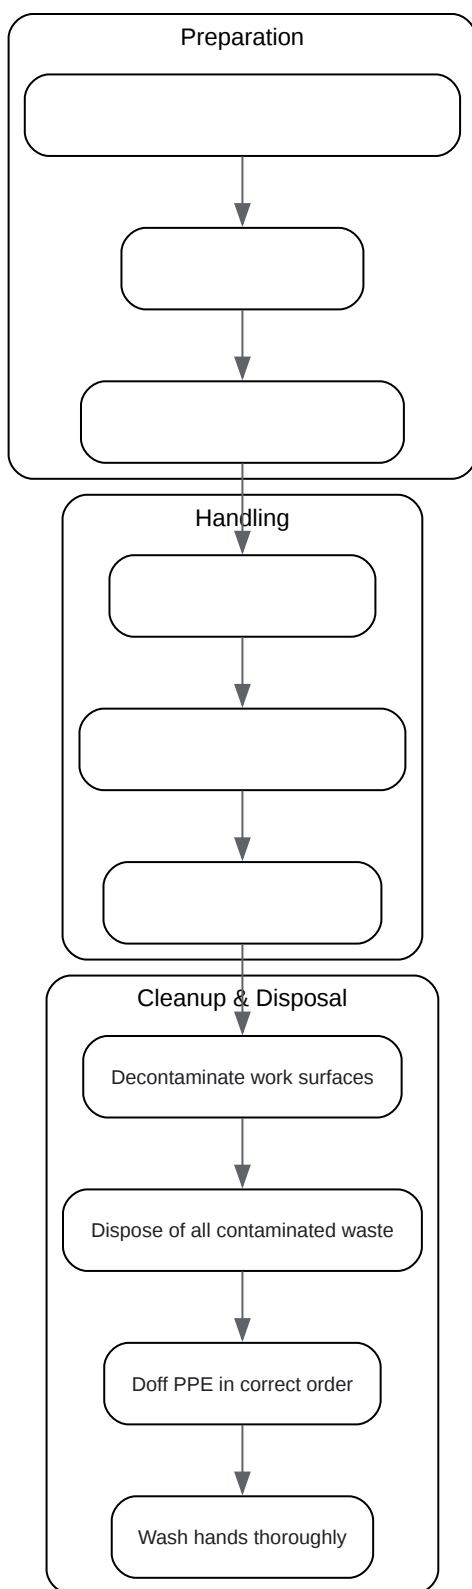 Preparation
Handling
Cleanup & Disposal
Decontaminate work surfaces
Dispose of all contaminated waste
Doff PPE in correct order
Wash hands thoroughly